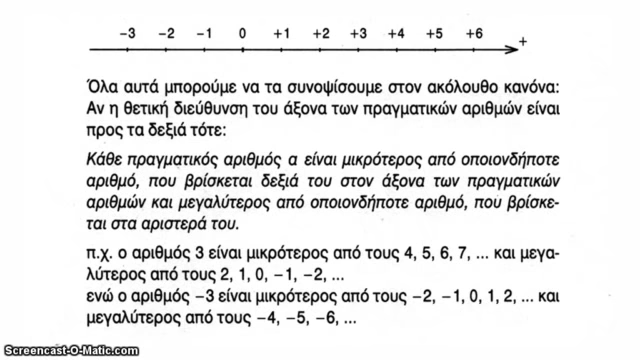 −3 −2 −1 0 +1 +2 +3 +4 +5 +6 +
Όλα αυτά μπορούμε να τα συνοψίσουμε στον ακόλουθο κανόνα:
Αν η θετική διεύθυνση του άξονα των πραγματικών αριθμών είναι
προς τα δεξιά τότε:
Κάθε πραγματικός αριθμός α είναι μικρότερος από οποιονδήποτε
αριθμό, που βρίσκεται δεξιά του στον άξονα των πραγματικών
αριθμών και μεγαλύτερος από οποιονδήποτε αριθμό, που βρίσκε-
ται στα αριστερά του.
π.χ. ο αριθμός 3 είναι μικρότερος από τους 4, 5, 6, 7, ... και μεγα-
λύτερος από τους 2, 1, 0, −1, −2, ...
ενώ ο αριθμός −3 είναι μικρότερος από τους −2, −1, 0, 1, 2, ... και
μεγαλύτερος από τους −4, −5, −6, ...
Screencast-O-Matic.com